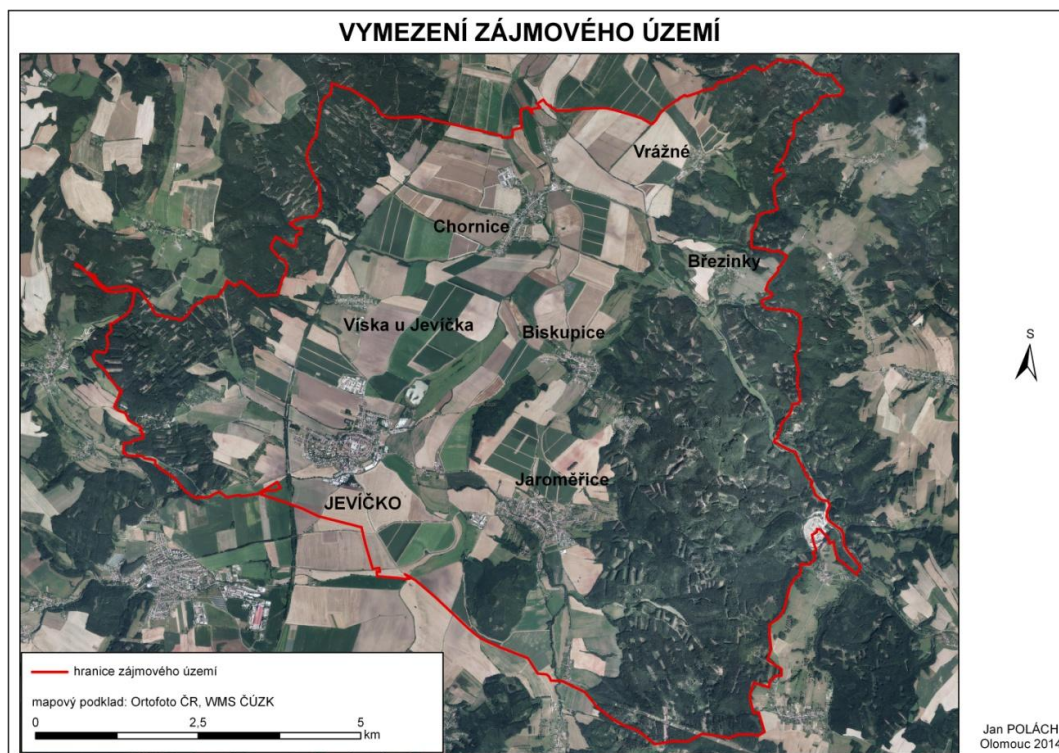 VYMEZENÍ ZÁJMOVÉHO ÚZEMÍ
Vrážné
Chornice
Březinky
Víska u Jevíčka
Biskupice
S
Jaroměřice
JEVÍČKO
hranice zájmového území
mapový podklad: Ortofoto ČR, WMS ČÚZK
0 2,5 5
km
Jan POLÁCH
Olomouc 2014